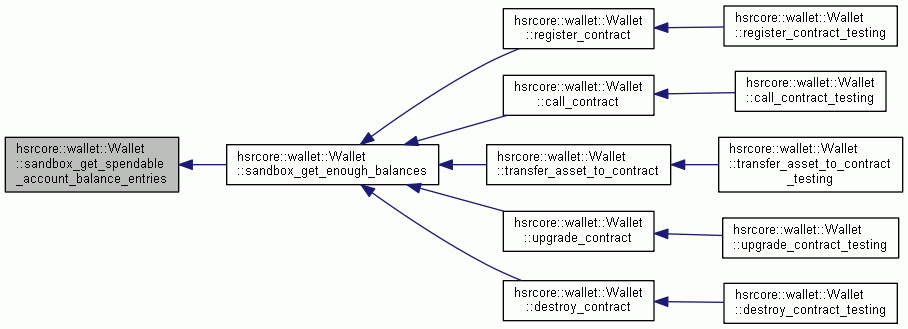 hsrcore::wallet::Wallet
::sandbox_get_spendable
_account_balance_entries
hsrcore::wallet::Wallet
::sandbox_get_enough_balances
hsrcore::wallet::Wallet
::register_contract
hsrcore::wallet::Wallet
::register_contract_testing
hsrcore::wallet::Wallet
::call_contract
hsrcore::wallet::Wallet
::call_contract_testing
hsrcore::wallet::Wallet
::transfer_asset_to_contract
hsrcore::wallet::Wallet
::transfer_asset_to_contract
_testing
hsrcore::wallet::Wallet
::upgrade_contract
hsrcore::wallet::Wallet
::upgrade_contract_testing
hsrcore::wallet::Wallet
::destroy_contract
hsrcore::wallet::Wallet
::destroy_contract_testing